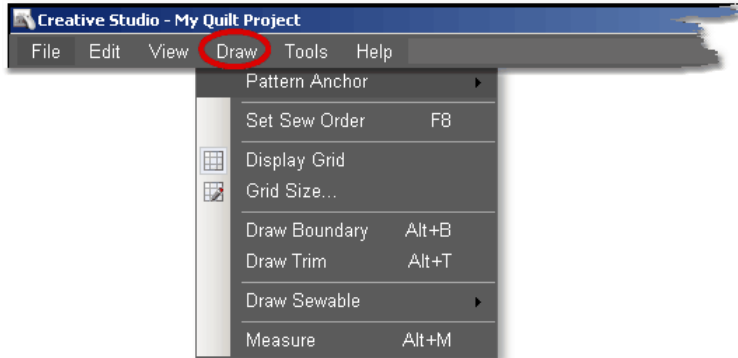 Creative Studio - My Quilt Project
File Edit View Draw Tools Help
Pattern Anchor
Set Sew Order F8
Display Grid
Grid Size...
Draw Boundary Alt+B
Draw Trim Alt+T
Draw Sewable
Measure Alt+M